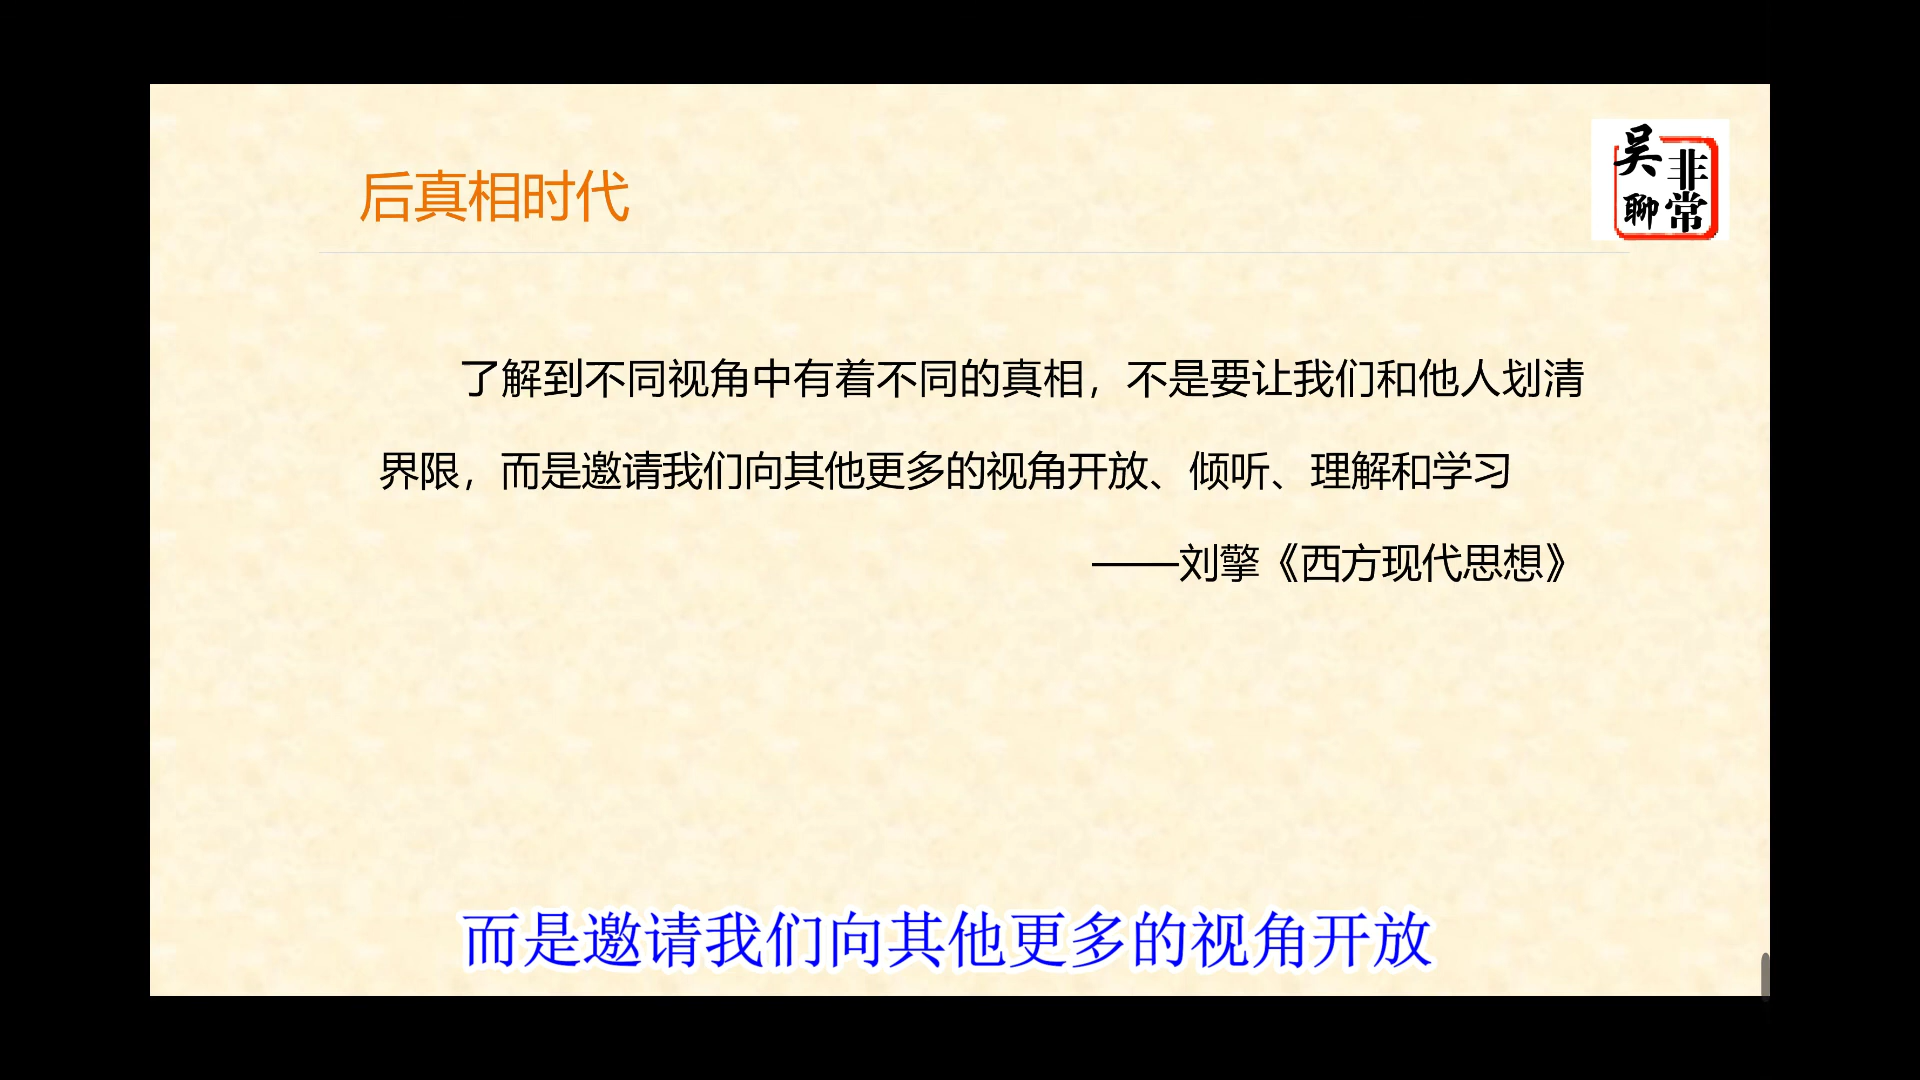 后真相时代
吴聊
非常
了解到不同视角中有着不同的真相，不是要让我们和他人划清
界限，而是邀请我们向其他更多的视角开放、倾听、理解和学习
——刘擎《西方现代思想》
而是邀请我们向其他更多的视角开放